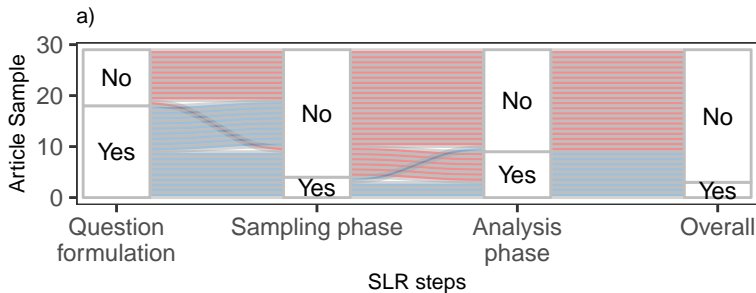 a)
Article Sample
30
20
10
0
No
Yes
No
Yes
No
Yes
No
Yes
Question
formulation
Sampling phase
Analysis
phase
Overall
SLR steps